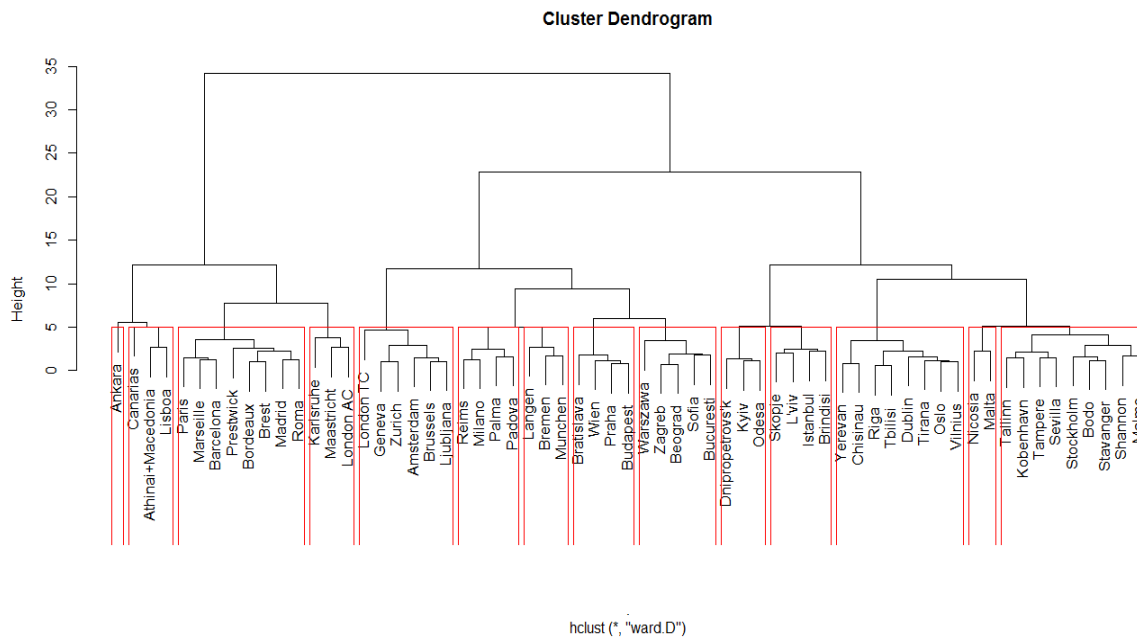 Cluster Dendrogram
Height
35
30
25
20
15
10
5
0
Ankara
Canarias
Athinai+Macedonia
Lisboa
Paris
Marseille
Barcelona
Prestwick
Bordeaux
Brest
Madrid
Roma
Karlsruhe
Maastricht
London AC
London TC
Geneva
Zurich
Amsterdam
Brussels
Ljubljana
Reims
Milano
Palma
Padova
Langen
Bremen
Munchen
Bratislava
Wien
Praha
Budapest
Warszawa
Zagreb
Beograd
Sofia
Bucuresti
Dnipropetrovs'k
Kyiv
Odesa
Skopje
L'viv
Istanbul
Brindisi
Yerevan
Chisinau
Riga
Tbilisi
Dublin
Tirana
Oslo
Vilnius
Nicosia
Malta
Tallinn
Kobenhavn
Tampere
Sevilla
Stockholm
Bodo
Stavanger
Shannon
hclust (*, "ward.D")